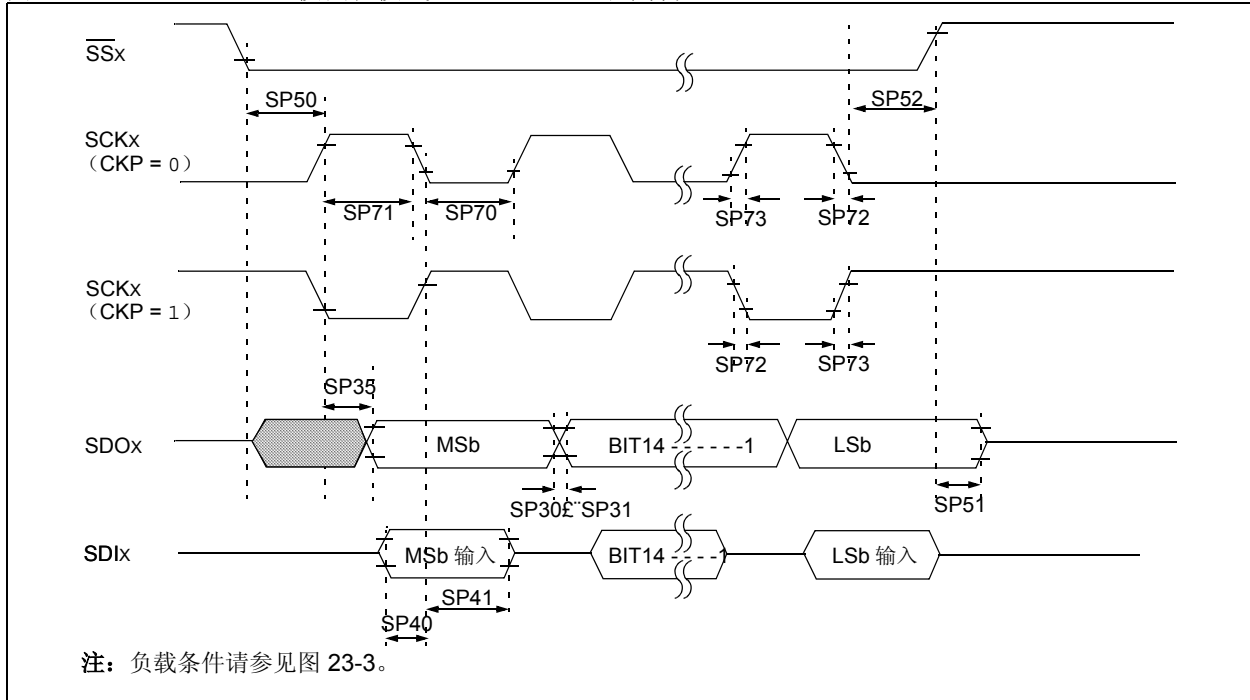 SSX
SP50
SP52
SCKX
（CKP = 0）
SP71
SP70
SP73
SP72
SCKX
（CKP = 1）
SP72
SP73
SP35
SDOX
MSb
BIT14 - - - - - -1
LSb
SP30£¨SP31
SP51
SDIX
MSb 输入
BIT14 - - - -1
LSb 输入
SP41
SP40
注：负载条件请参见图 23-3。